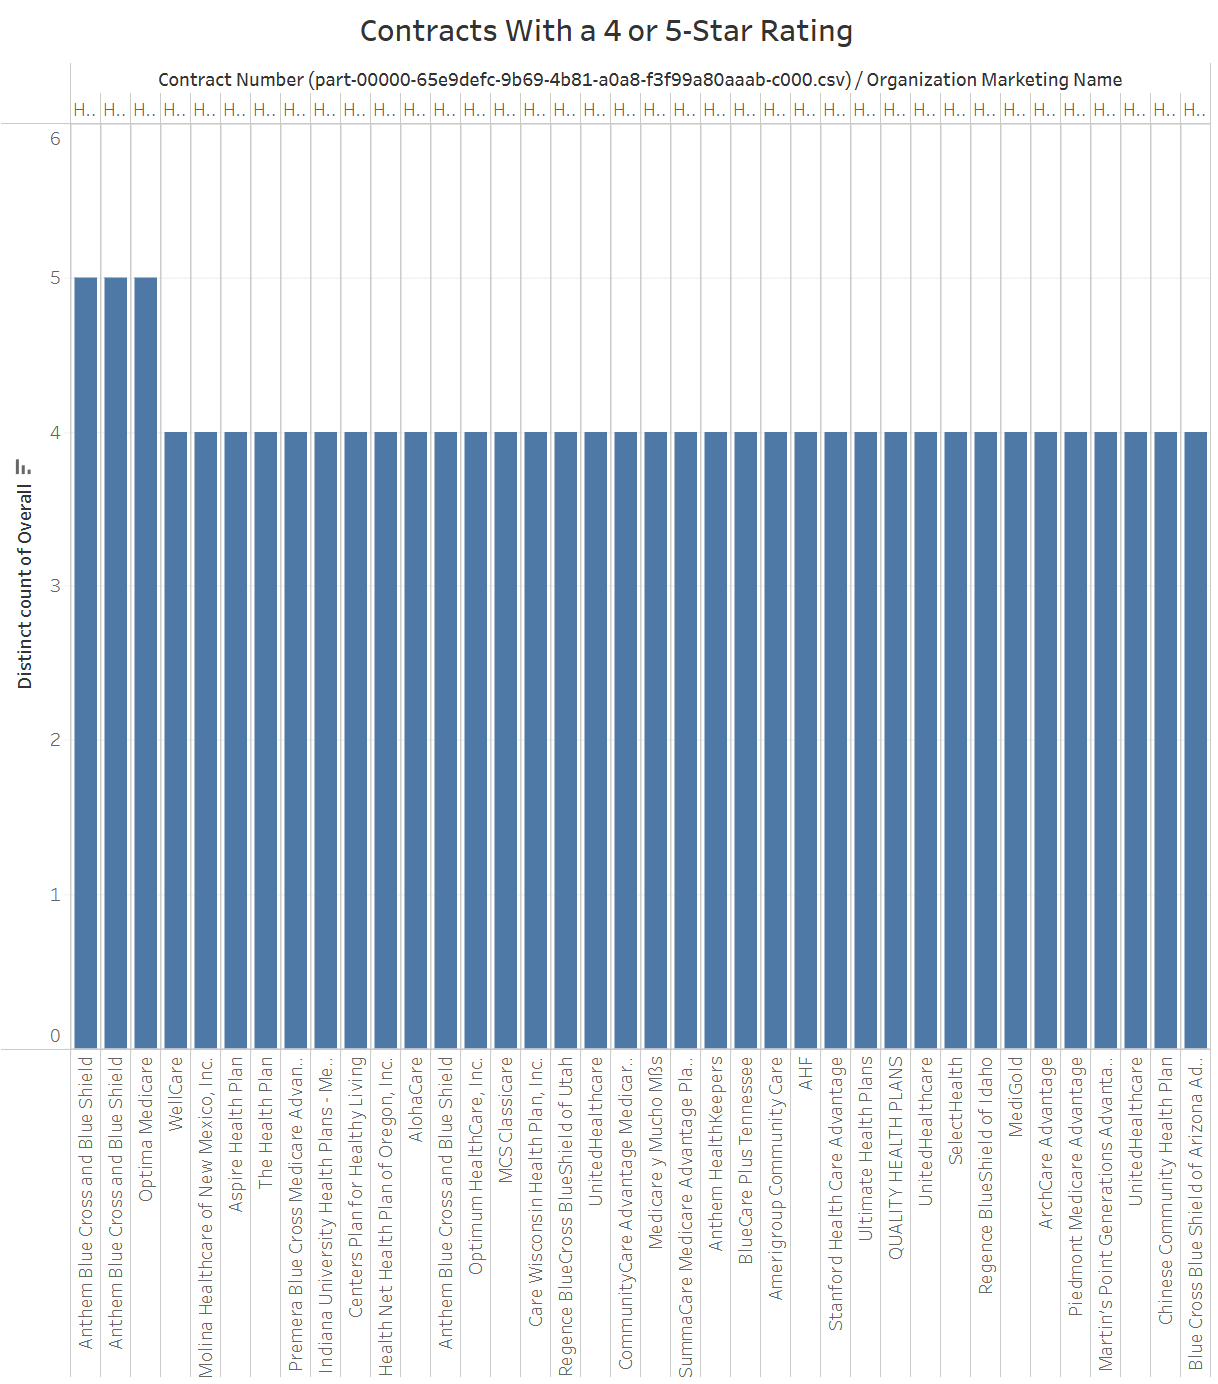 Contracts With a 4 or 5-Star Rating
Contract Number (part-00000-65e9defc-9b69-4b81-a0a8-f3f99a80aaab-c000.csv) / Organization Marketing Name
H.. H.. H.. H.. H.. H.. H.. H.. H.. H.. H.. H.. H.. H.. H.. H.. H.. H.. H.. H.. H.. H.. H.. H.. H.. H.. H.. H.. H.. H.. H.. H.. H.. H.. H.. H.. H.. H..
6
5
4
3
2
1
0
Distinct count of Overall
Anthem Blue Cross and Blue Shield
Anthem Blue Cross and Blue Shield
Optima Medicare
WellCare
Molina Healthcare of New Mexico, Inc.
Aspire Health Plan
The Health Plan
Premera Blue Cross Medicare Advan..
Indiana University Health Plans - Me..
Centers Plan for Healthy Living
Health Net Health Plan of Oregon, Inc.
AlohaCare
Anthem Blue Cross and Blue Shield
Optimum HealthCare, Inc.
MCS Classicare
Care Wisconsin Health Plan, Inc.
Regence BlueCross BlueShield of Utah
UnitedHealthcare
CommunityCare Advantage Medicar..
Medicare y Mucho Mßs
SummaCare Medicare Advantage Pla..
Anthem HealthKeepers
BlueCare Plus Tennessee
Amerigroup Community Care
AHF
Stanford Health Care Advantage
Ultimate Health Plans
QUALITY HEALTH PLANS
UnitedHealthcare
SelectHealth
Regence BlueShield of Idaho
MediGold
ArchCare Advantage
Piedmont Medicare Advantage
Martin's Point Generations Advanta..
UnitedHealthcare
Chinese Community Health Plan
Blue Cross Blue Shield of Arizona Ad..